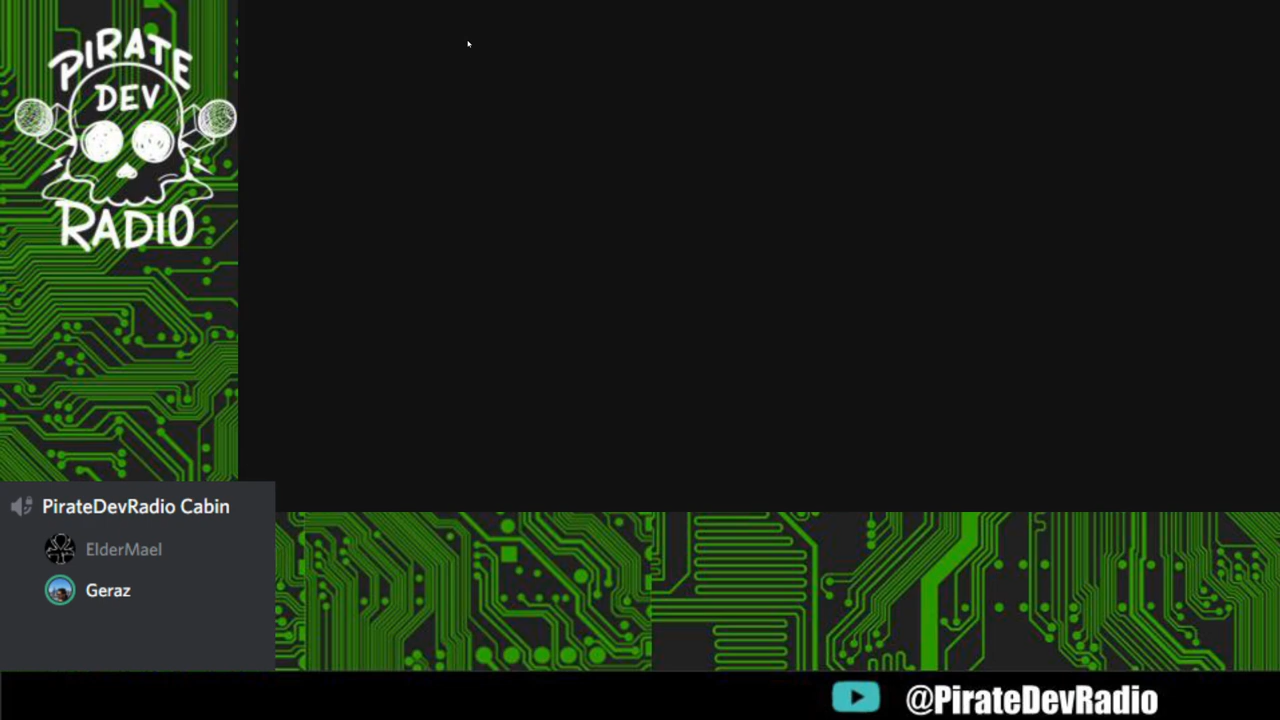 PIRATE
DEV
RADIO
PirateDevRadio Cabin
ElderMael
Geraz
@PirateDevRadio